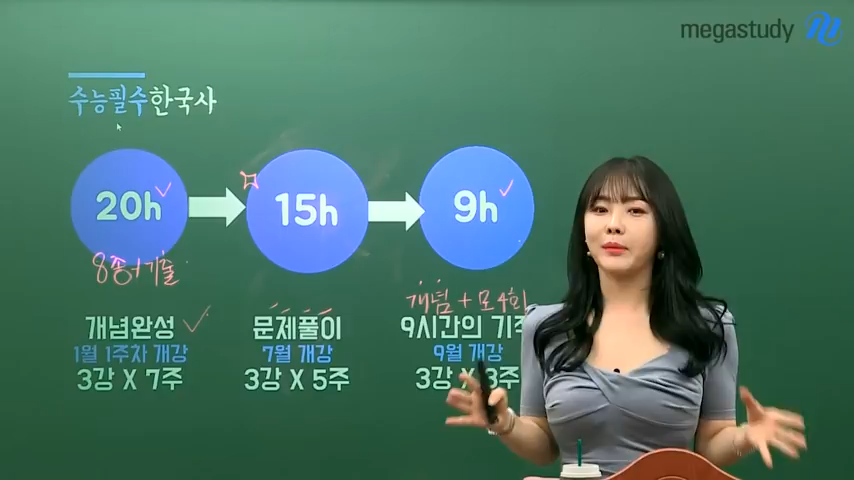 megastudy
수능필수한국사
20h
15h
9h
8종+기출
개념+모4회
개념완성
문제풀이
9시간의
1월 1주차 개강
7월 개강
9월 개강
3강 X 7주
3강 X 5주
3강 X 3주